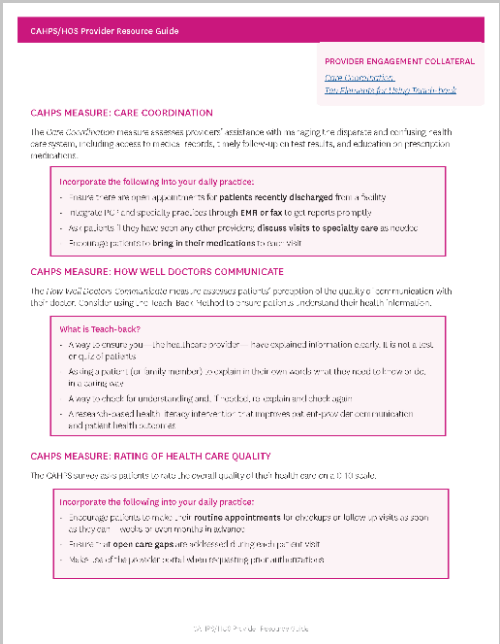 CAHPS/HOS Provider Resource Guide
PROVIDER ENGAGEMENT COLLATERAL
Care Coordination
Ten Elements for Using Teach-back
CAHPS MEASURE: CARE COORDINATION
The Care Coordination measure assesses providers' assistance with managing the disparate and confusing health
care system, including access to medical records, timely follow-up on test results, and education on prescription
medications.
Incorporate the following into your daily practice:
- Ensure there are open appointments for patients recently discharged from a facility
- Integrate PCP and specialty practices through EMR or fax to get reports promptly
- Ask patients if they have seen any other providers; discuss visits to specialty care as needed
- Encourage patients to bring in their medications to each visit
CAHPS MEASURE: HOW WELL DOCTORS COMMUNICATE
The How Well Doctors Communicate measure assesses patients' perception of the quality of communication with
their doctor. Consider using the Teach-Back Method to ensure patients understand their health information.
What is Teach-back?
- A way to ensure you—the healthcare provider—have explained information clearly. It is not a test
or quiz of patients
- Asking a patient (or family member) to explain in their own words what they need to know or do,
in a caring way
- A way to check for understanding and, if needed, re-explain and check again
- A research-based health literacy intervention that improves patient-provider communication
and patient health outcomes
CAHPS MEASURE: RATING OF HEALTH CARE QUALITY
The CAHPS survey asks patients to rate the overall quality of their health care on a 0-10 scale.
Incorporate the following into your daily practice:
- Encourage patients to make their routine appointments for checkups or follow up visits as soon
as they can—weeks or even months in advance
- Ensure that open care gaps are addressed during each patient visit
- Make use of the provider portal when requesting prior authorizations
CAHPS/HOS Provider Resource Guide